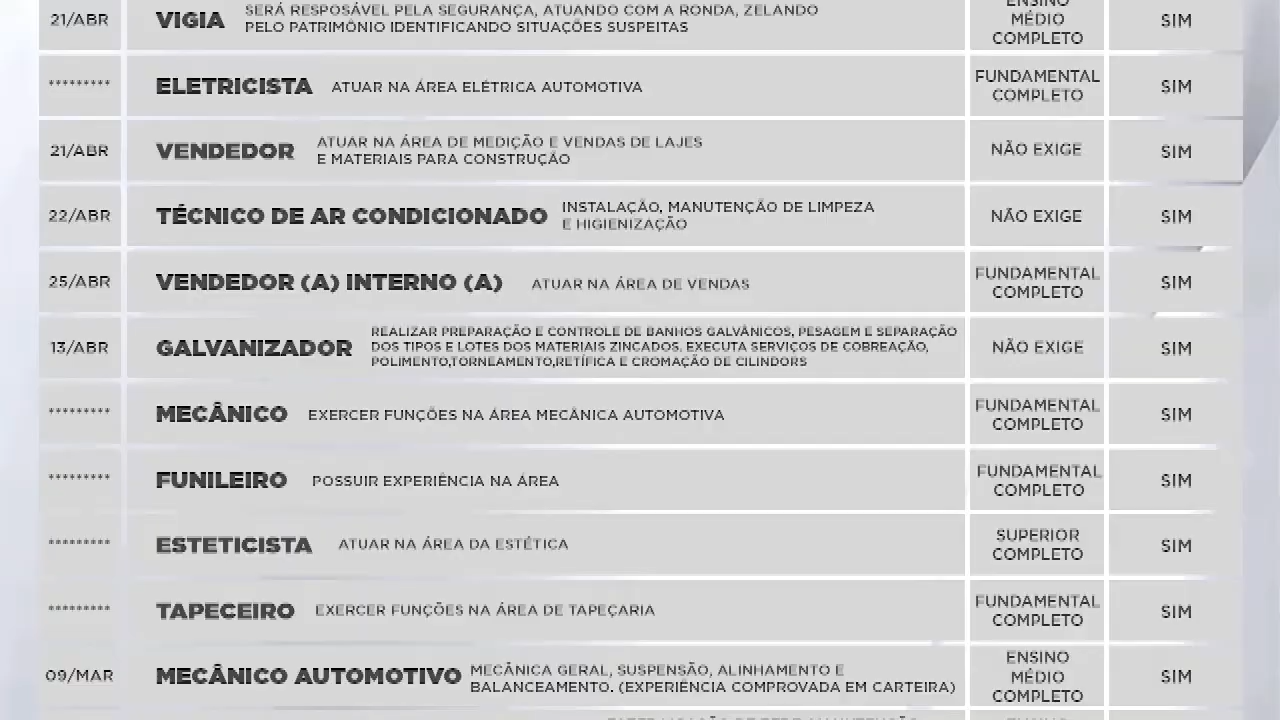 21/ABR VIGIA SERÁ RESPOSÁVEL PELA SEGURANÇA, ATUANDO COM A RONDA, ZELANDO
PELO PATRIMÔNIO IDENTIFICANDO SITUAÇÕES SUSPEITAS
ENSINO
MÉDIO
COMPLETO
SIM
********* ELETRICISTA ATUAR NA ÁREA ELÉTRICA AUTOMOTIVA
FUNDAMENTAL
COMPLETO
SIM
21/ABR VENDEDOR ATUAR NA ÁREA DE MEDIÇÃO E VENDAS DE LAJES
E MATERIAIS PARA CONSTRUÇÃO
NÃO EXIGE
SIM
22/ABR TÉCNICO DE AR CONDICIONADO INSTALAÇÃO, MANUTENÇÃO DE LIMPEZA
E HIGIENIZAÇÃO
NÃO EXIGE
SIM
25/ABR VENDEDOR (A) INTERNO (A) ATUAR NA ÁREA DE VENDAS
FUNDAMENTAL
COMPLETO
SIM
13/ABR GALVANIZADOR REALIZAR PREPARAÇÃO E CONTROLE DE BANHOS GALVÂNICOS, PESAGEM E SEPARAÇÃO
DOS TIPOS E LOTES DOS MATERIAIS ZINCADOS. EXECUTA SERVIÇOS DE COBREAÇÃO,
POLIMENTO,TORNEAMENTO,RETÍFICA E CROMAÇÃO DE CILINDORS
NÃO EXIGE
SIM
********* MECÂNICO EXERCER FUNÇÕES NA ÁREA MECÂNICA AUTOMOTIVA
FUNDAMENTAL
COMPLETO
SIM
********* FUNILEIRO POSSUIR EXPERIÊNCIA NA ÁREA
FUNDAMENTAL
COMPLETO
SIM
********* ESTETICISTA ATUAR NA ÁREA DA ESTÉTICA
SUPERIOR
COMPLETO
SIM
********* TAPECEIRO EXERCER FUNÇÕES NA ÁREA DE TAPEÇARIA
FUNDAMENTAL
COMPLETO
SIM
09/MAR MECÂNICO AUTOMOTIVO MECÂNICA GERAL, SUSPENSÃO, ALINHAMENTO E
BALANCEAMENTO. (EXPERIÊNCIA COMPROVADA EM CARTEIRA)
ENSINO
MÉDIO
COMPLETO
SIM